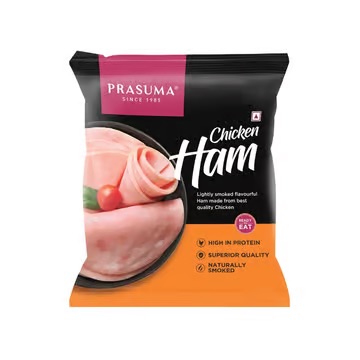 PRASUMA®
SINCE 1985
Chicken
Ham
Lightly smoked flavourful
Ham made from best
quality Chicken
READY
EAT
HIGH IN PROTEIN
SUPERIOR QUALITY
NATURALLY
SMOKED